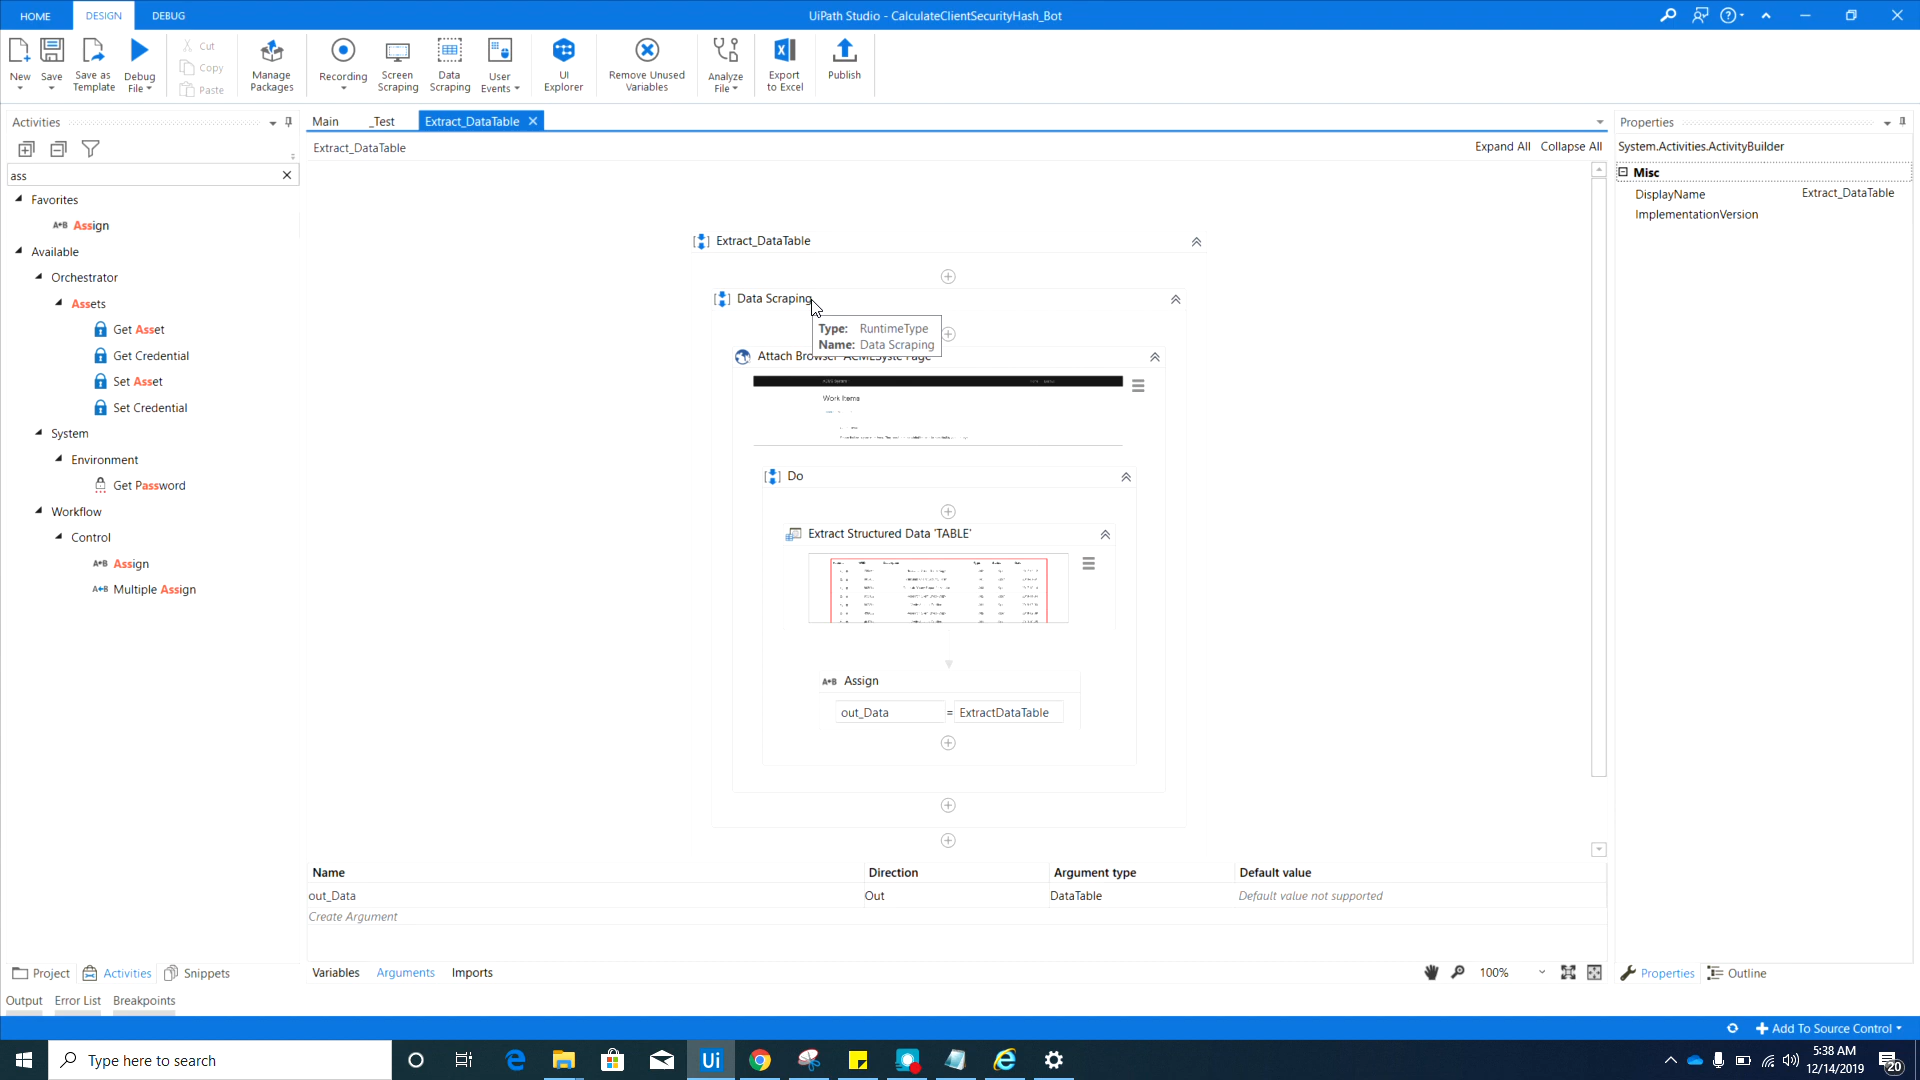 HOME DESIGN DEBUG UiPath Studio - CalculateClientSecurityHash_Bot
New Save Save as Template Debug File Cut Copy Paste Manage Packages Recording Screen Scraping Data Scraping User Events UI Explorer Remove Unused Variables Analyze File Export to Excel Publish
Activities
ass
Favorites
Assign
Available
Orchestrator
Assets
Get Asset
Get Credential
Set Asset
Set Credential
System
Environment
Get Password
Workflow
Control
Assign
Multiple Assign
Project Activities Snippets
Main _Test Extract_DataTable
Extract_DataTable Expand All Collapse All
Extract_DataTable
Data Scraping
Type: RuntimeType
Name: Data Scraping
Attach Browser 'ACMESyste Page'
Work Items
Do
Extract Structured Data 'TABLE'
Assign
out_Data = ExtractDataTable
Name Direction Argument type Default value
out_Data Out DataTable Default value not supported
Create Argument
Variables Arguments Imports 100%
Properties
System.Activities.ActivityBuilder
Misc
DisplayName Extract_DataTable
ImplementationVersion
Properties Outline
Output Error List Breakpoints
Add To Source Control
Type here to search
Ui
5:38 AM
12/14/2019
20